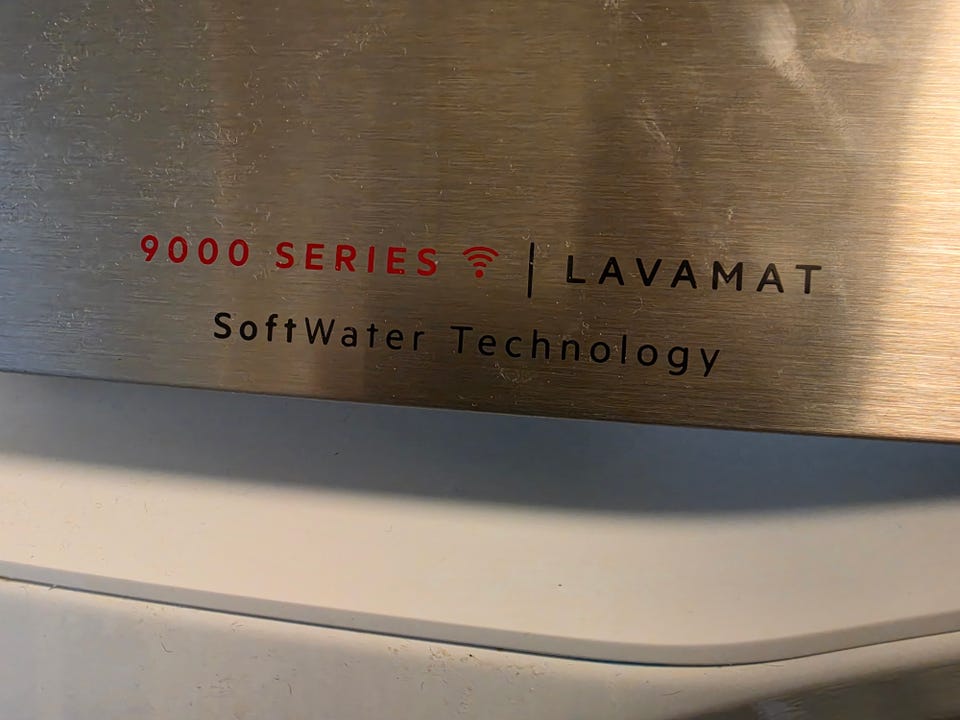 9000 SERIES | LAVAMAT
SoftWater Technology